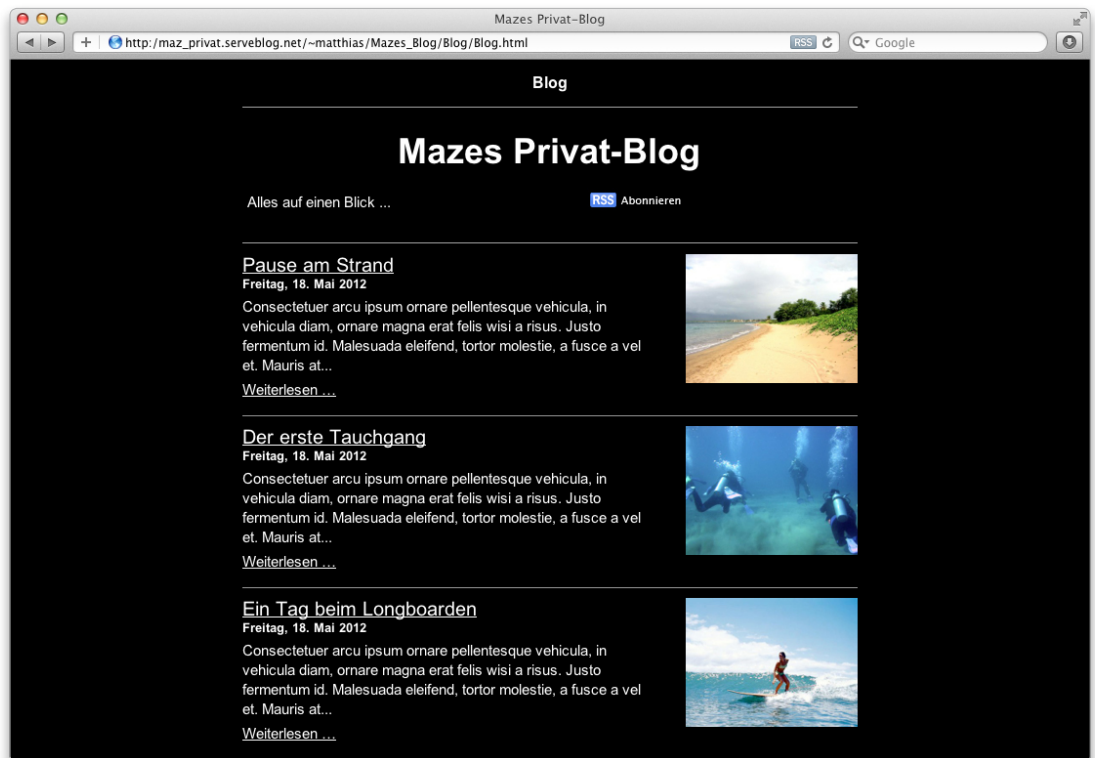 Mazes Privat-Blog
http:/maz_privat.serveblog.net/~matthias/Mazes_Blog/Blog/Blog.html
RSS
Google
Blog
Mazes Privat-Blog
Alles auf einen Blick ...
RSS Abonnieren
Pause am Strand
Freitag, 18. Mai 2012
Consectetuer arcu ipsum ornare pellentesque vehicula, in
vehicula diam, ornare magna erat felis wisi a risus. Justo
fermentum id. Malesuada eleifend, tortor molestie, a fusce a vel
et. Mauris at...
Weiterlesen …
Der erste Tauchgang
Freitag, 18. Mai 2012
Consectetuer arcu ipsum ornare pellentesque vehicula, in
vehicula diam, ornare magna erat felis wisi a risus. Justo
fermentum id. Malesuada eleifend, tortor molestie, a fusce a vel
et. Mauris at...
Weiterlesen …
Ein Tag beim Longboarden
Freitag, 18. Mai 2012
Consectetuer arcu ipsum ornare pellentesque vehicula, in
vehicula diam, ornare magna erat felis wisi a risus. Justo
fermentum id. Malesuada eleifend, tortor molestie, a fusce a vel
et. Mauris at...
Weiterlesen …